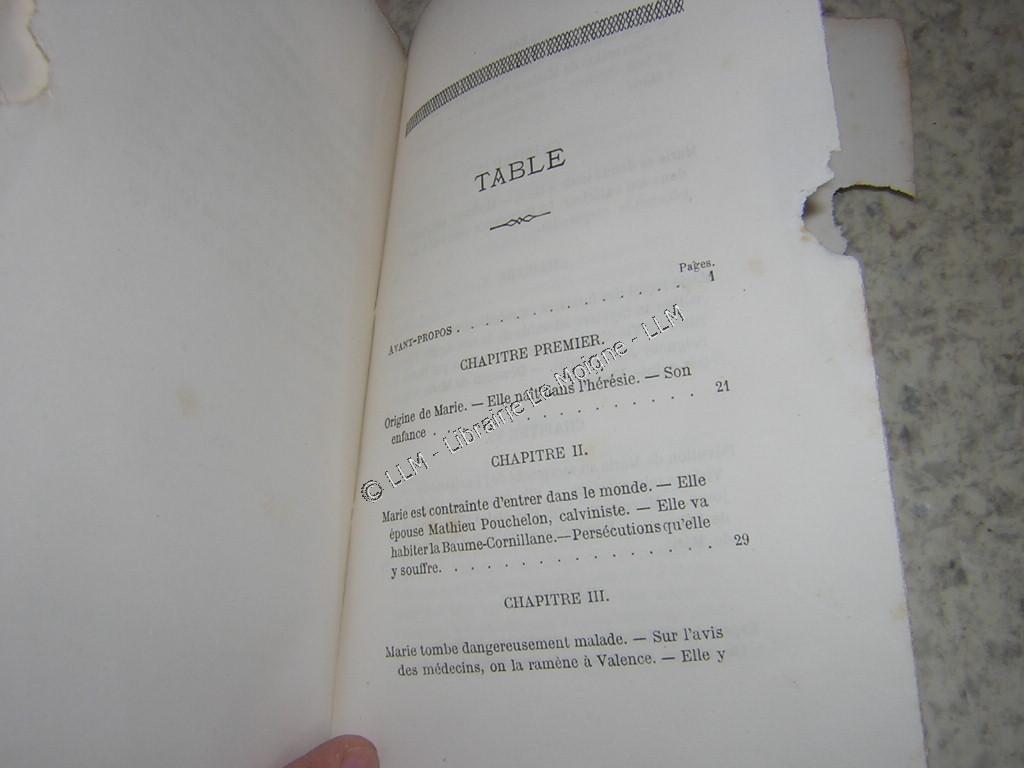 TABLE
Pages.
AVANT-PROPOS . . . . . . . . . . . . . 1
CHAPITRE PREMIER.
Origine de Marie. — Elle naît dans l'hérésie. — Son
enfance . . . . . . . . . . . . . 21
CHAPITRE II.
Marie est contrainte d'entrer dans le monde. — Elle
épouse Mathieu Pouchelon, calviniste. — Elle va
habiter la Baume-Cornillane.—Persécutions qu'elle
y souffre. . . . . . . . . . . . . . 29
CHAPITRE III.
Marie tombe dangereusement malade. — Sur l'avis
des médecins, on la ramène à Valence. — Elle y
© LLM - Librairie Le Moigne - LLM